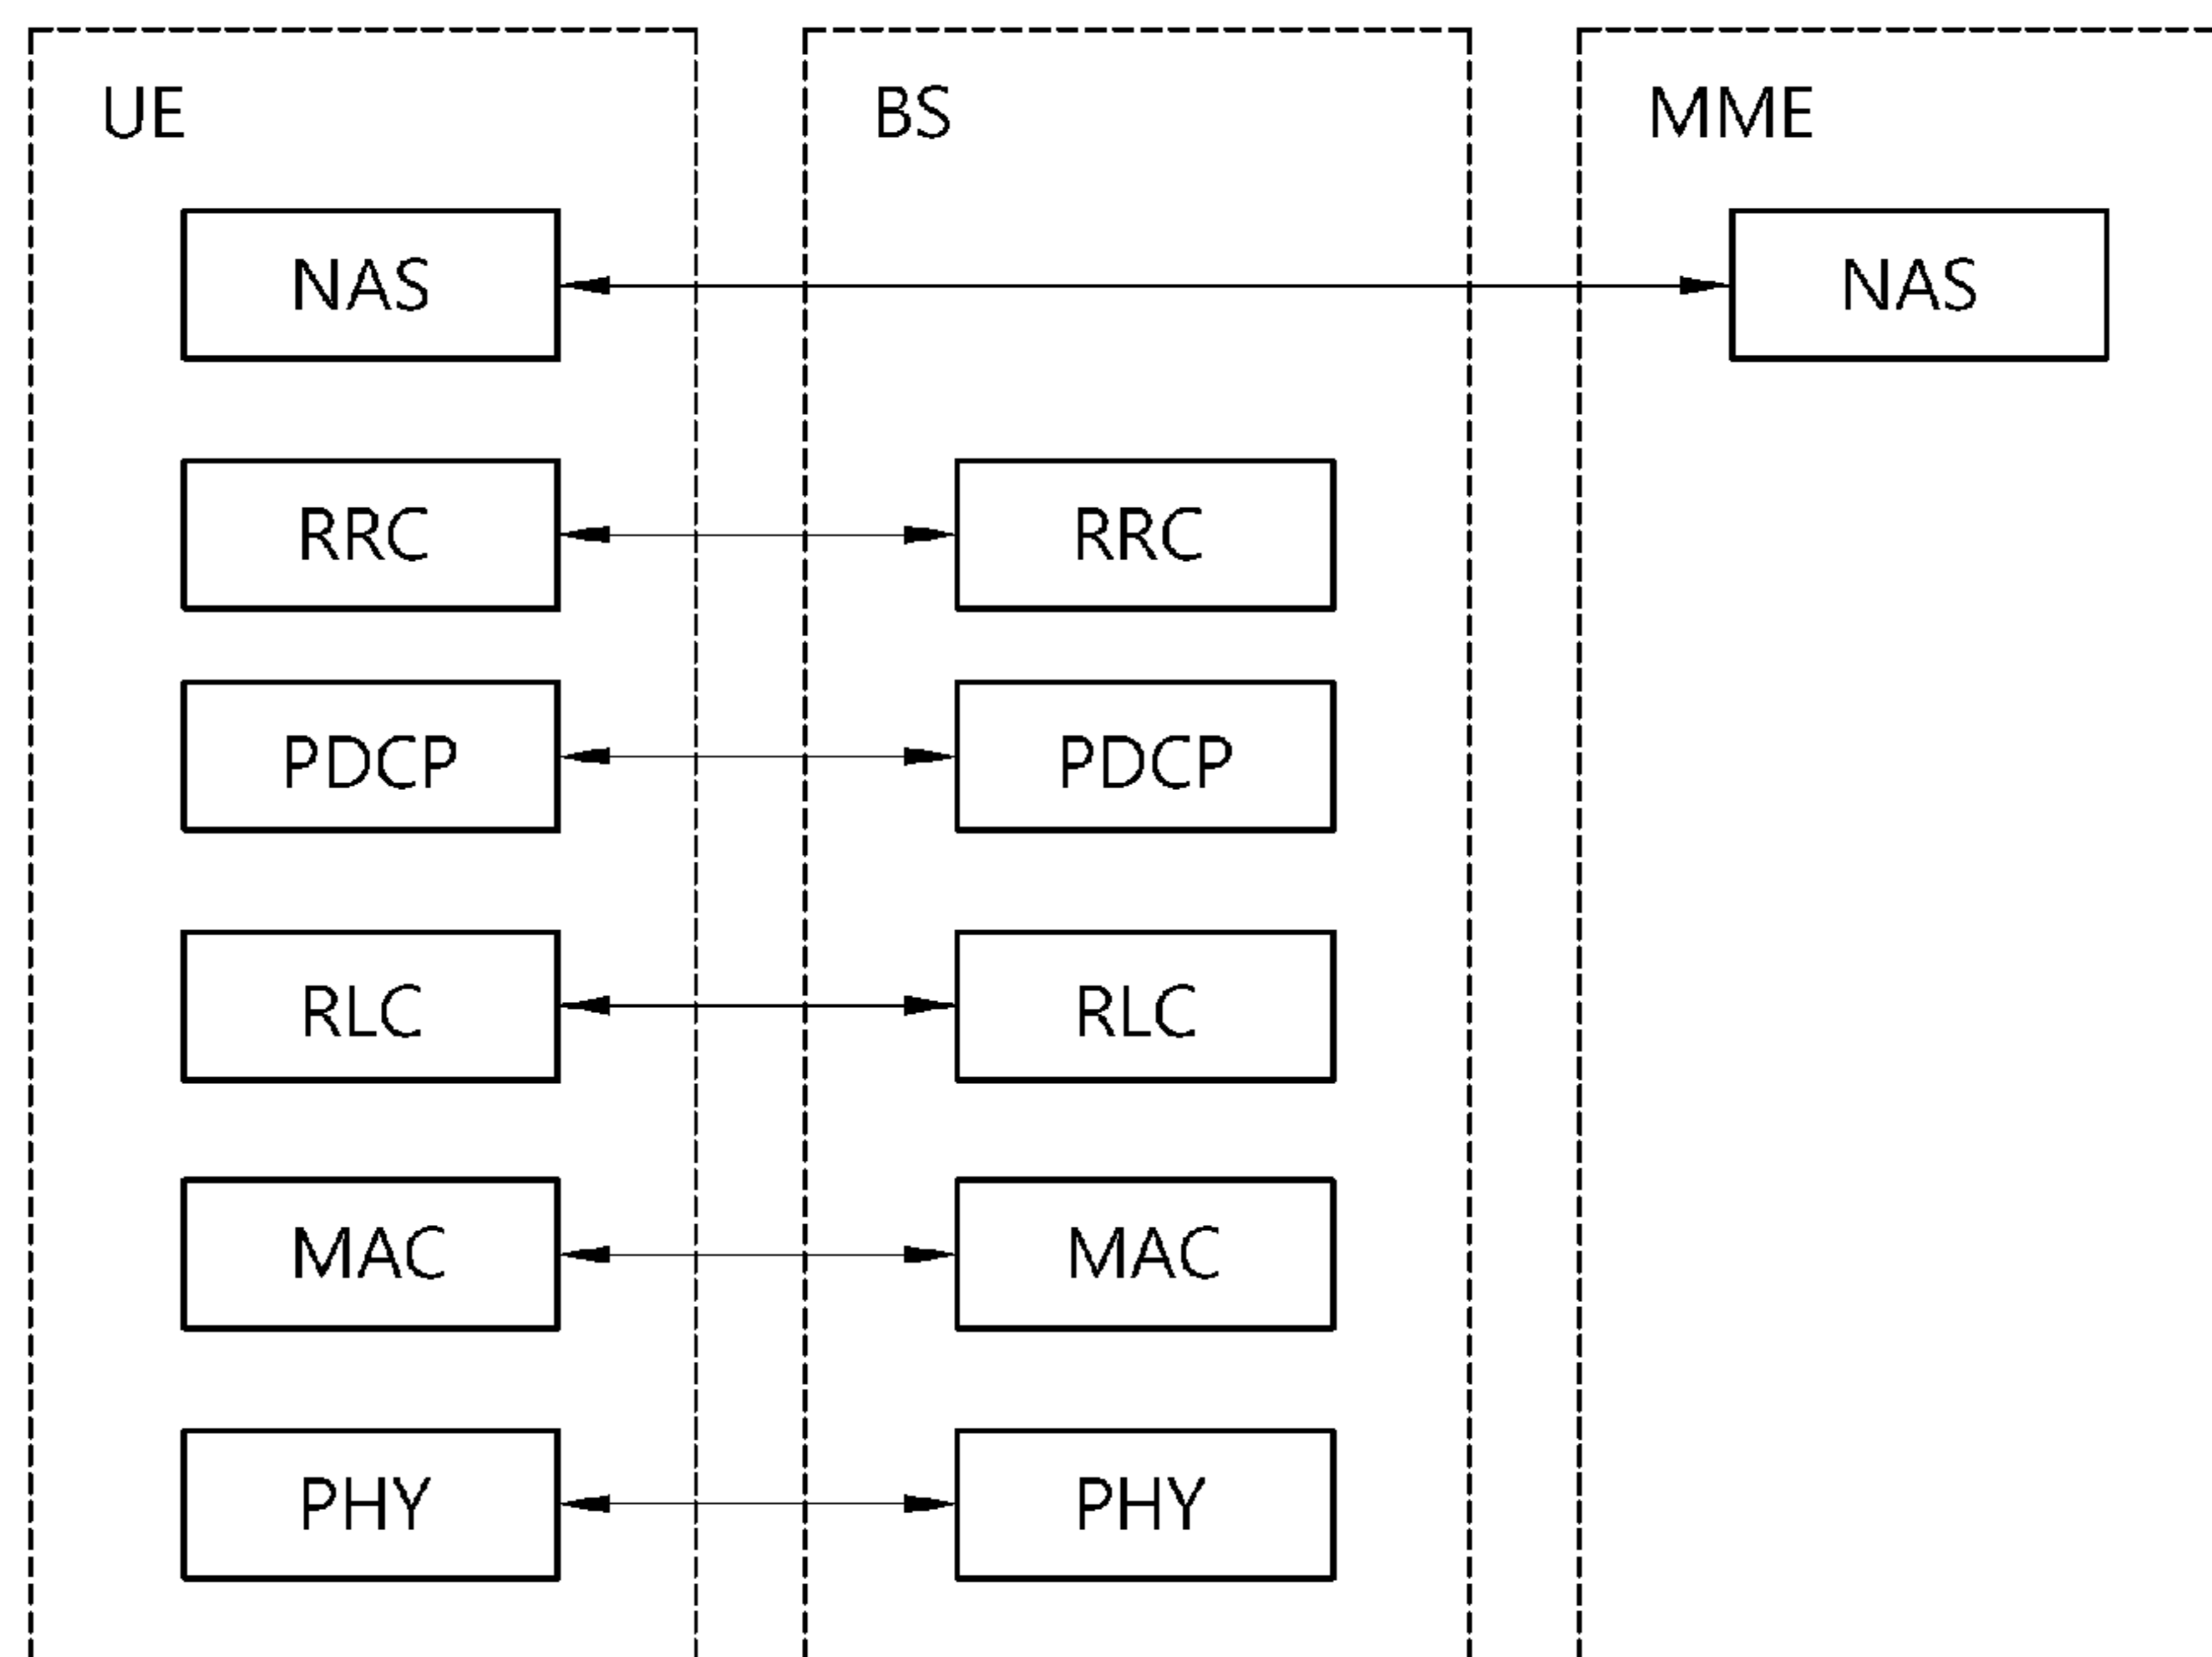 UE
BS
MME
NAS
NAS
RRC
RRC
PDCP
PDCP
RLC
RLC
MAC
MAC
PHY
PHY